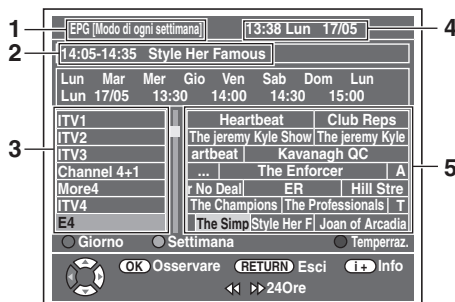 1 EPG [Modo di ogni settimana] 13:38 Lun 17/05 4
2 14:05-14:35 Style Her Famous
Lun Mar Mer Gio Ven Sab Dom Lun
Lun 17/05 13:30 14:00 14:30 15:00
ITV1 Heartbeat Club Reps
ITV2 The jeremy Kyle Show The jeremy Kyle
3 ITV3 artbeat Kavanagh QC 5
Channel 4+1 ... The Enforcer A
More4 r No Deal ER Hill Stre
ITV4 The Champions The Professionals T
E4 The Simp Style Her F Joan of Arcadia
Giorno Settimana Temperraz.
OK Osservare RETURN Esci i+ Info
24Ore